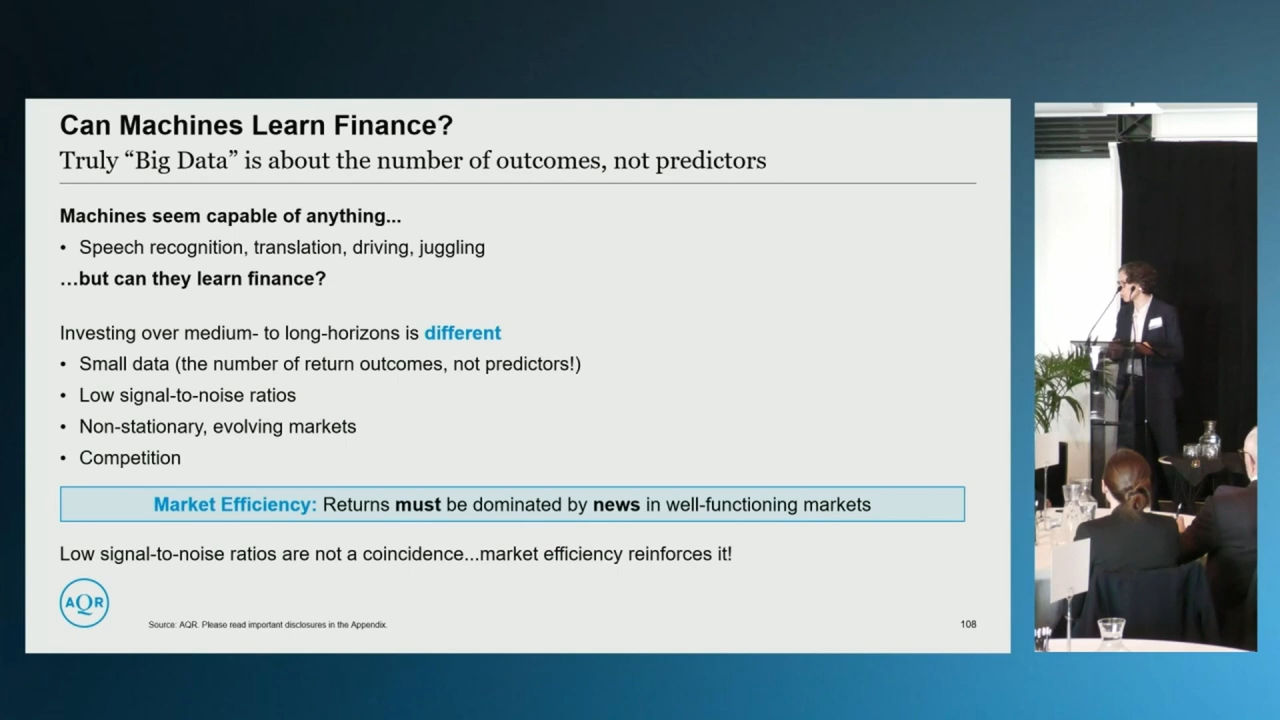 Can Machines Learn Finance?
Truly “Big Data” is about the number of outcomes, not predictors
Machines seem capable of anything...
• Speech recognition, translation, driving, juggling
…but can they learn finance?
Investing over medium- to long-horizons is different
• Small data (the number of return outcomes, not predictors!)
• Low signal-to-noise ratios
• Non-stationary, evolving markets
• Competition
Market Efficiency: Returns must be dominated by news in well-functioning markets
Low signal-to-noise ratios are not a coincidence...market efficiency reinforces it!
AQR
Source: AQR. Please read important disclosures in the Appendix.
108